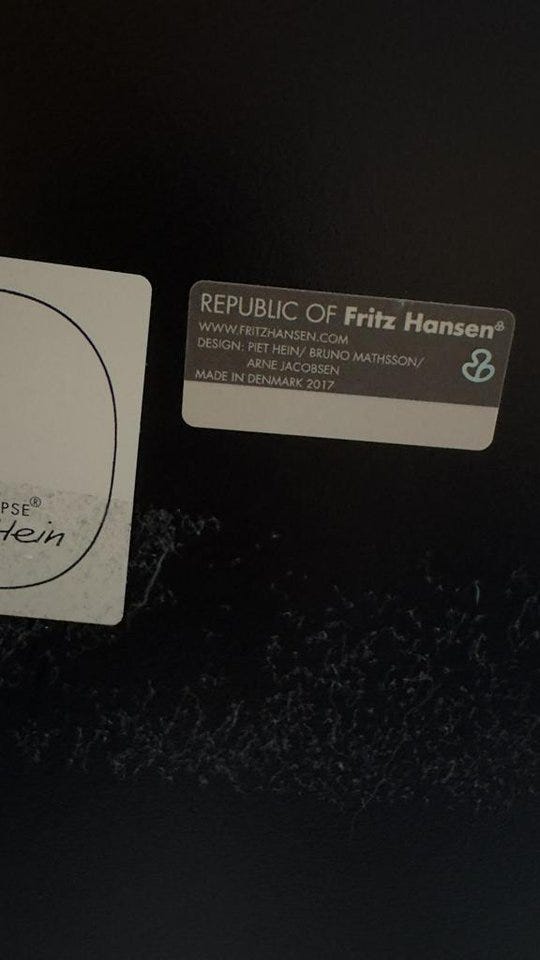 PSE®
Hein
REPUBLIC OF Fritz Hansen®
WWW.FRITZHANSEN.COM
DESIGN: PIET HEIN/ BRUNO MATHSSON/
ARNE JACOBSEN
MADE IN DENMARK 2017